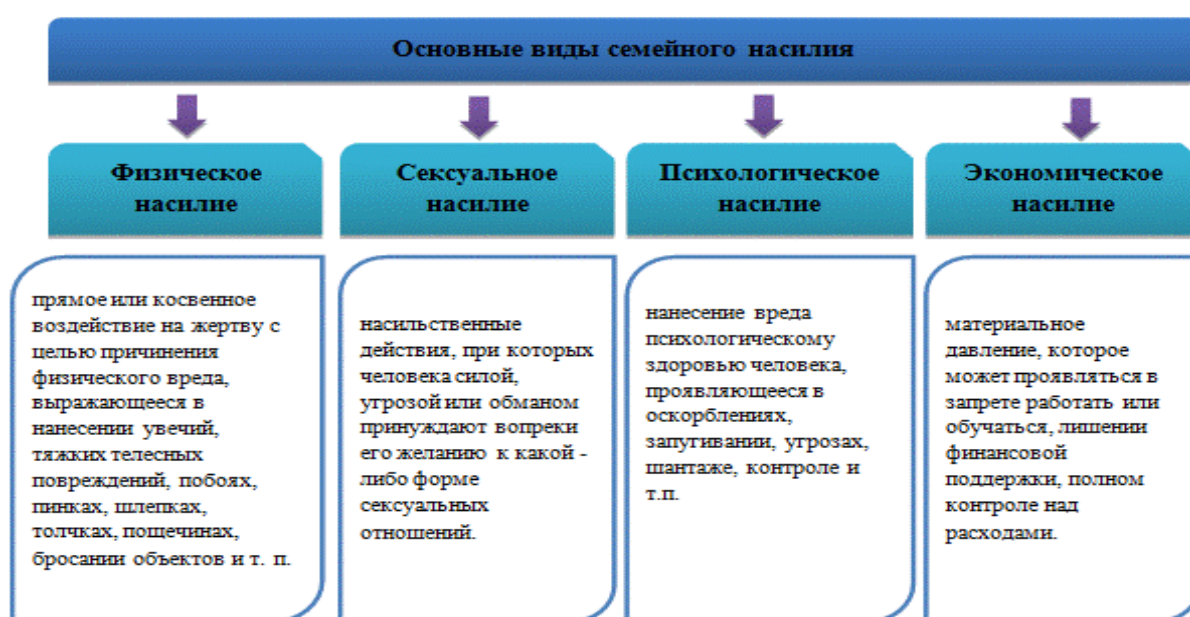 Основные виды семейного насилия
Физическое
насилие
Сексуальное
насилие
Психологическое
насилие
Экономическое
насилие
прямое или косвенное
воздействие на жертву с
целью причинения
физического вреда,
выражающееся в
нанесении увечий,
тяжких телесных
повреждений, побоях,
пинках, шлепках,
толчках, пощечинах,
бросании объектов и т. п.
насильственные
действия, при которых
человека силой,
угрозой или обманом
принуждают вопреки
его желанию к какой -
либо форме
сексуальных
отношений.
нанесение вреда
психологическому
здоровью человека,
проявляющееся в
оскорблениях,
запугивании, угрозах,
шантаже, контроле и
т.п.
материальное
давление, которое
может проявляться в
запрете работать или
обучаться, лишении
финансовой
поддержки, полном
контроле над
расходами.